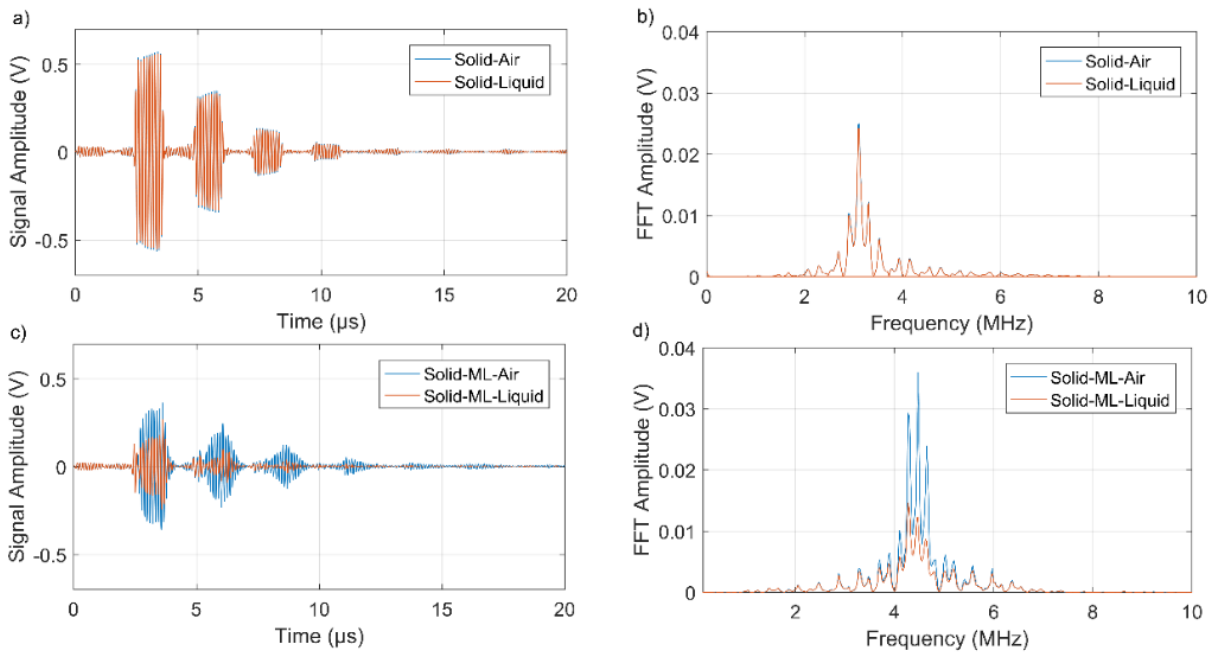 a)
Signal Amplitude (V)
0.5
0
-0.5
Solid-Air
Solid-Liquid
0 5 10 15 20
Time (µs)
b)
FFT Amplitude (V)
0.04
0.03
0.02
0.01
0
Solid-Air
Solid-Liquid
0 2 4 6 8 10
Frequency (MHz)
c)
Signal Amplitude (V)
0.5
0
-0.5
Solid-ML-Air
Solid-ML-Liquid
0 5 10 15 20
Time (µs)
d)
FFT Amplitude (V)
0.04
0.03
0.02
0.01
0
Solid-ML-Air
Solid-ML-Liquid
2 4 6 8 10
Frequency (MHz)